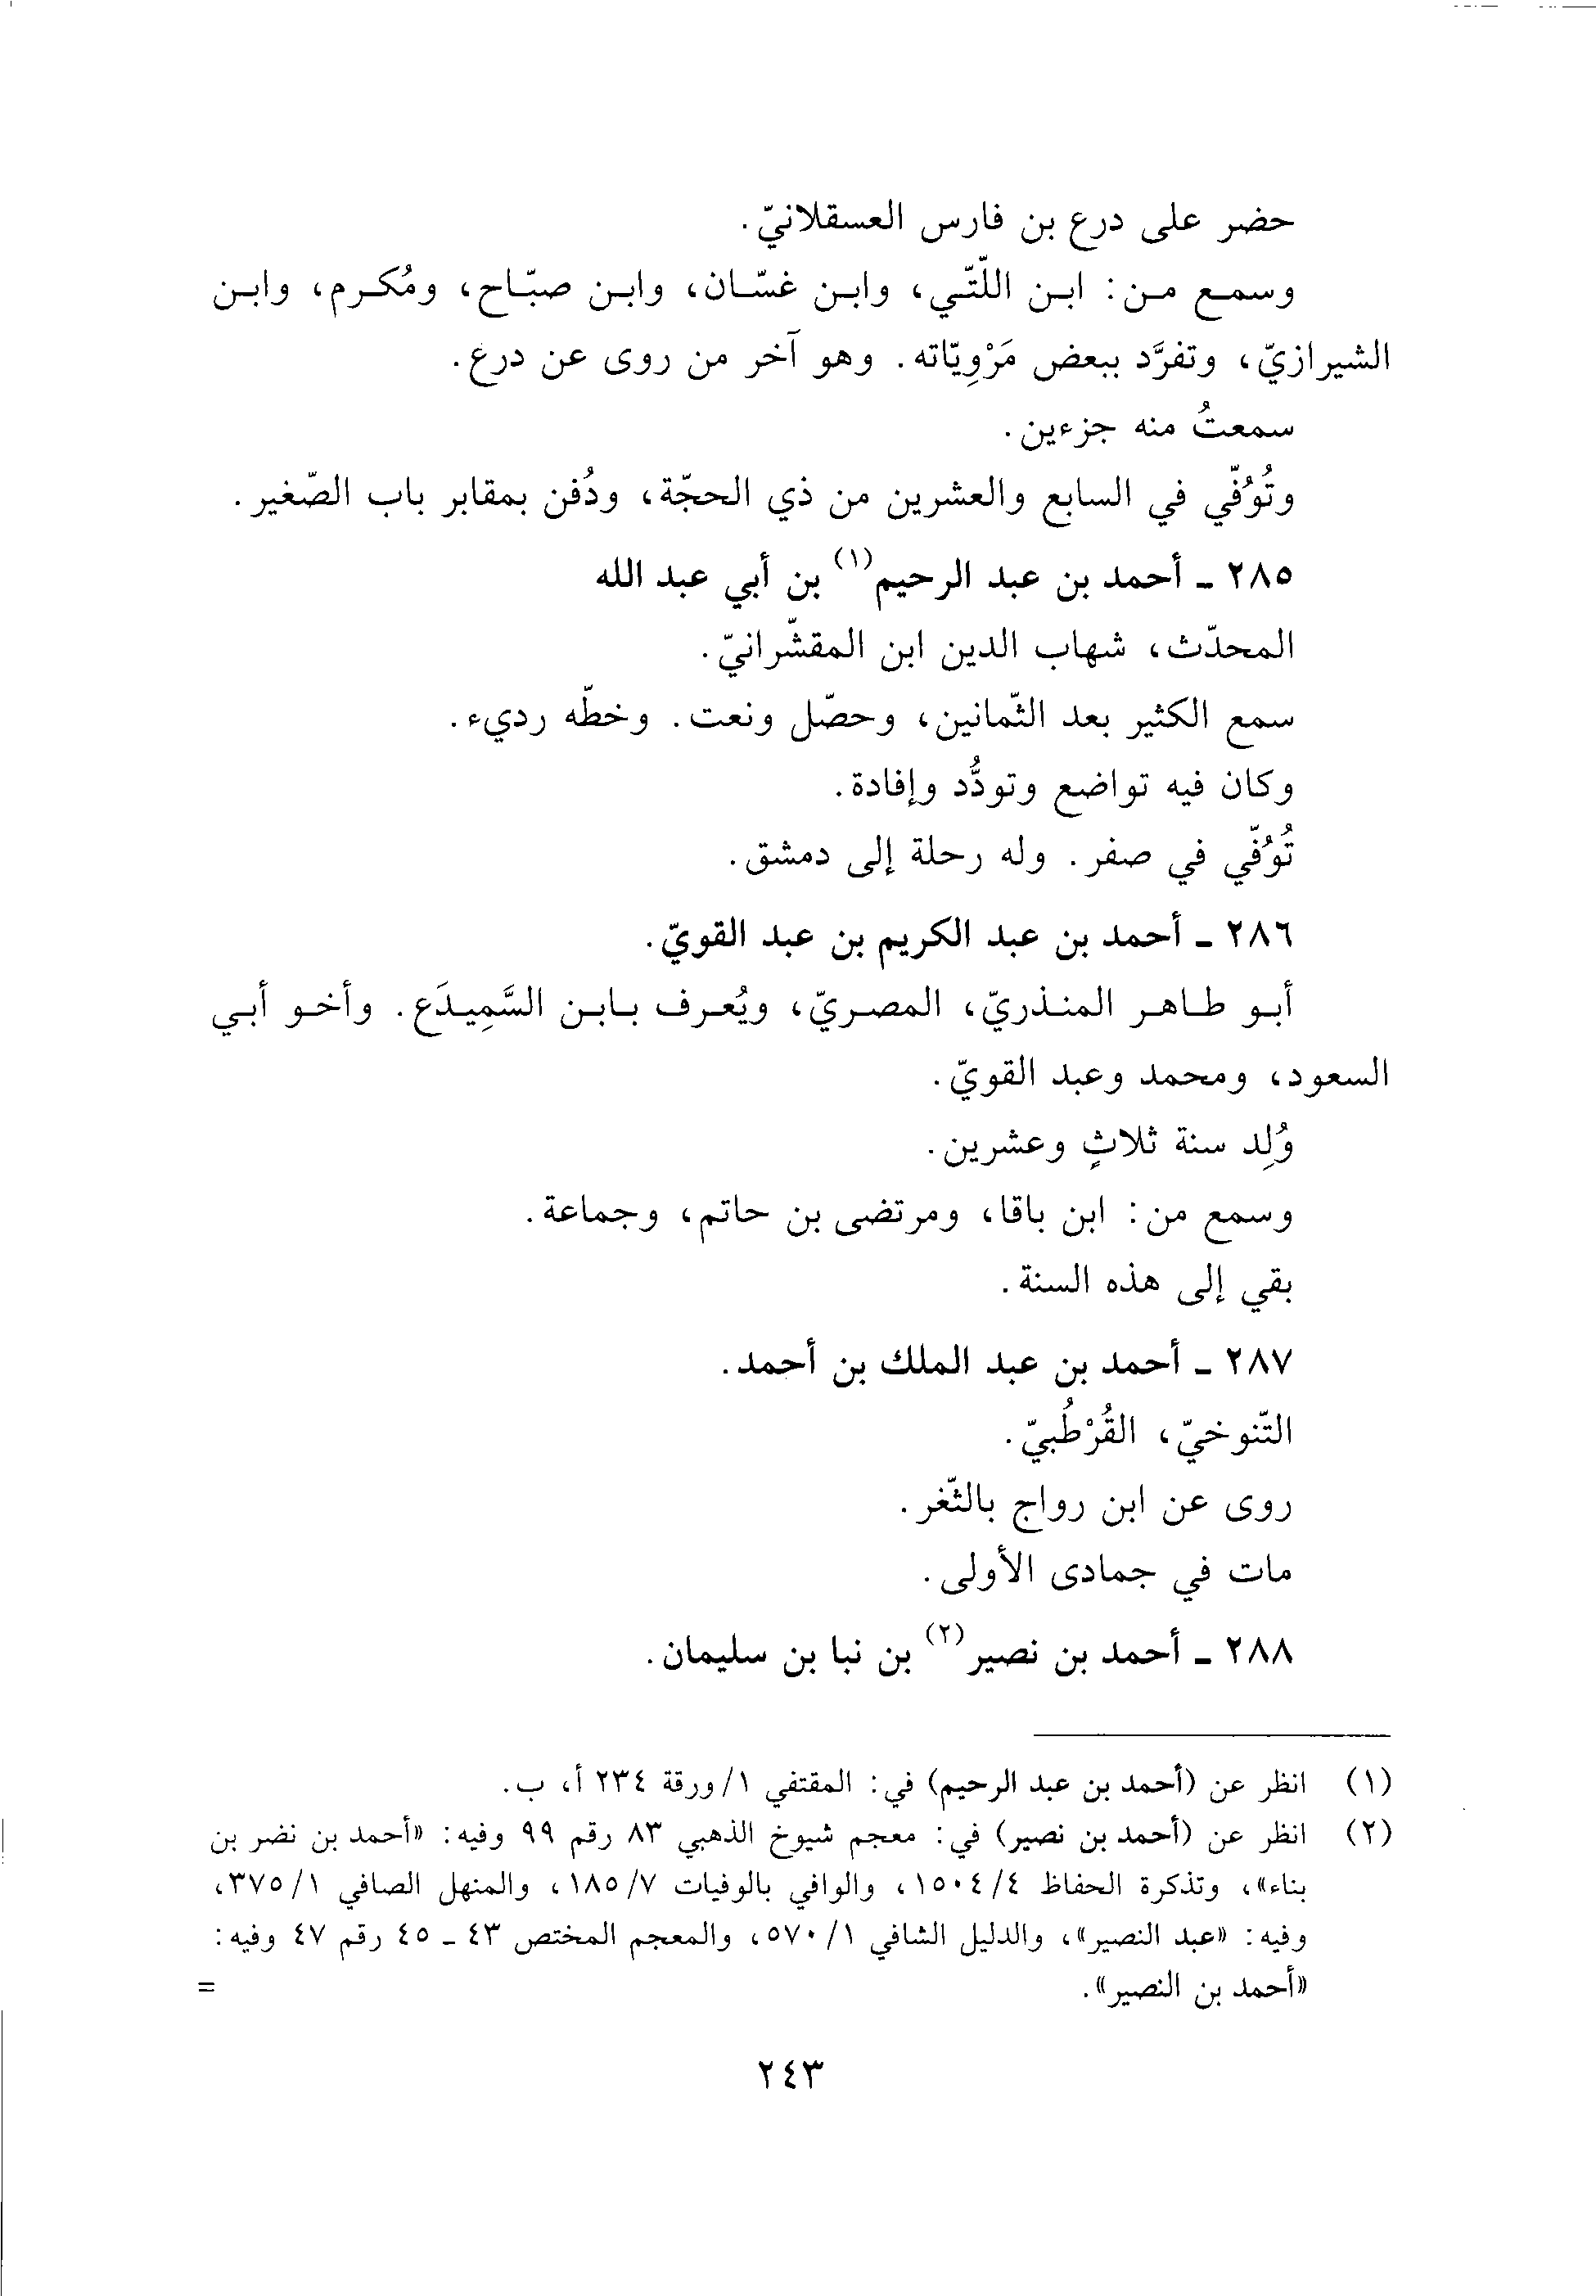 حضر على درع بن فارس العسقلانيّ.
وسمع من: ابن اللّتّي، وابن غسّان، وابن صبّاح، ومُكرم، وابن
الشيرازيّ، وتفرَّد ببعض مَرْوِيّاته. وهو آخر من روى عن درع.
سمعتُ منه جزءين.
وتُوُفّي في السابع والعشرين من ذي الحجّة، ودُفن بمقابر باب الصّغير.
٢٨٥ ـ أحمد بن عبد الرحيم(١) بن أبي عبد الله
المحدّث، شهاب الدين ابن المقشّرانيّ.
سمع الكثير بعد الثّمانين، وحصّل ونعت. وخطّه رديء.
وكان فيه تواضع وتودُّد وإفادة.
تُوُفّي في صفر. وله رحلة إلى دمشق.
٢٨٦ ـ أحمد بن عبد الكريم بن عبد القويّ.
أبو طاهر المنذريّ، المصريّ، ويُعرف بابن السَّمِيدَع. وأخو أبي
السعود، ومحمد وعبد القويّ.
وُلِد سنة ثلاثٍ وعشرين.
وسمع من: ابن باقا، ومرتضى بن حاتم، وجماعة.
بقي إلى هذه السنة.
٢٨٧ ـ أحمد بن عبد الملك بن أحمد.
التّنوخيّ، القُرْطُبيّ.
روى عن ابن رواج بالثّغر.
مات في جمادى الأولى.
٢٨٨ ـ أحمد بن نصير(٢) بن نبا بن سليمان.
(١) انظر عن (أحمد بن عبد الرحيم) في: المقتفي ١/ورقة ٢٣٤ أ، ب.
(٢) انظر عن (أحمد بن نصير) في: معجم شيوخ الذهبي ٨٣ رقم ٩٩ وفيه: «أحمد بن نضر بن
بناء»، وتذكرة الحفاظ ٤/١٥٠٤، والوافي بالوفيات ٧/١٨٥، والمنهل الصافي ١/٣٧٥،
وفيه: «عبد النصير»، والدليل الشافي ١/٥٧٠، والمعجم المختص ٤٣ ـ ٤٥ رقم ٤٧ وفيه:
«أحمد بن النصير». =
٢٤٣